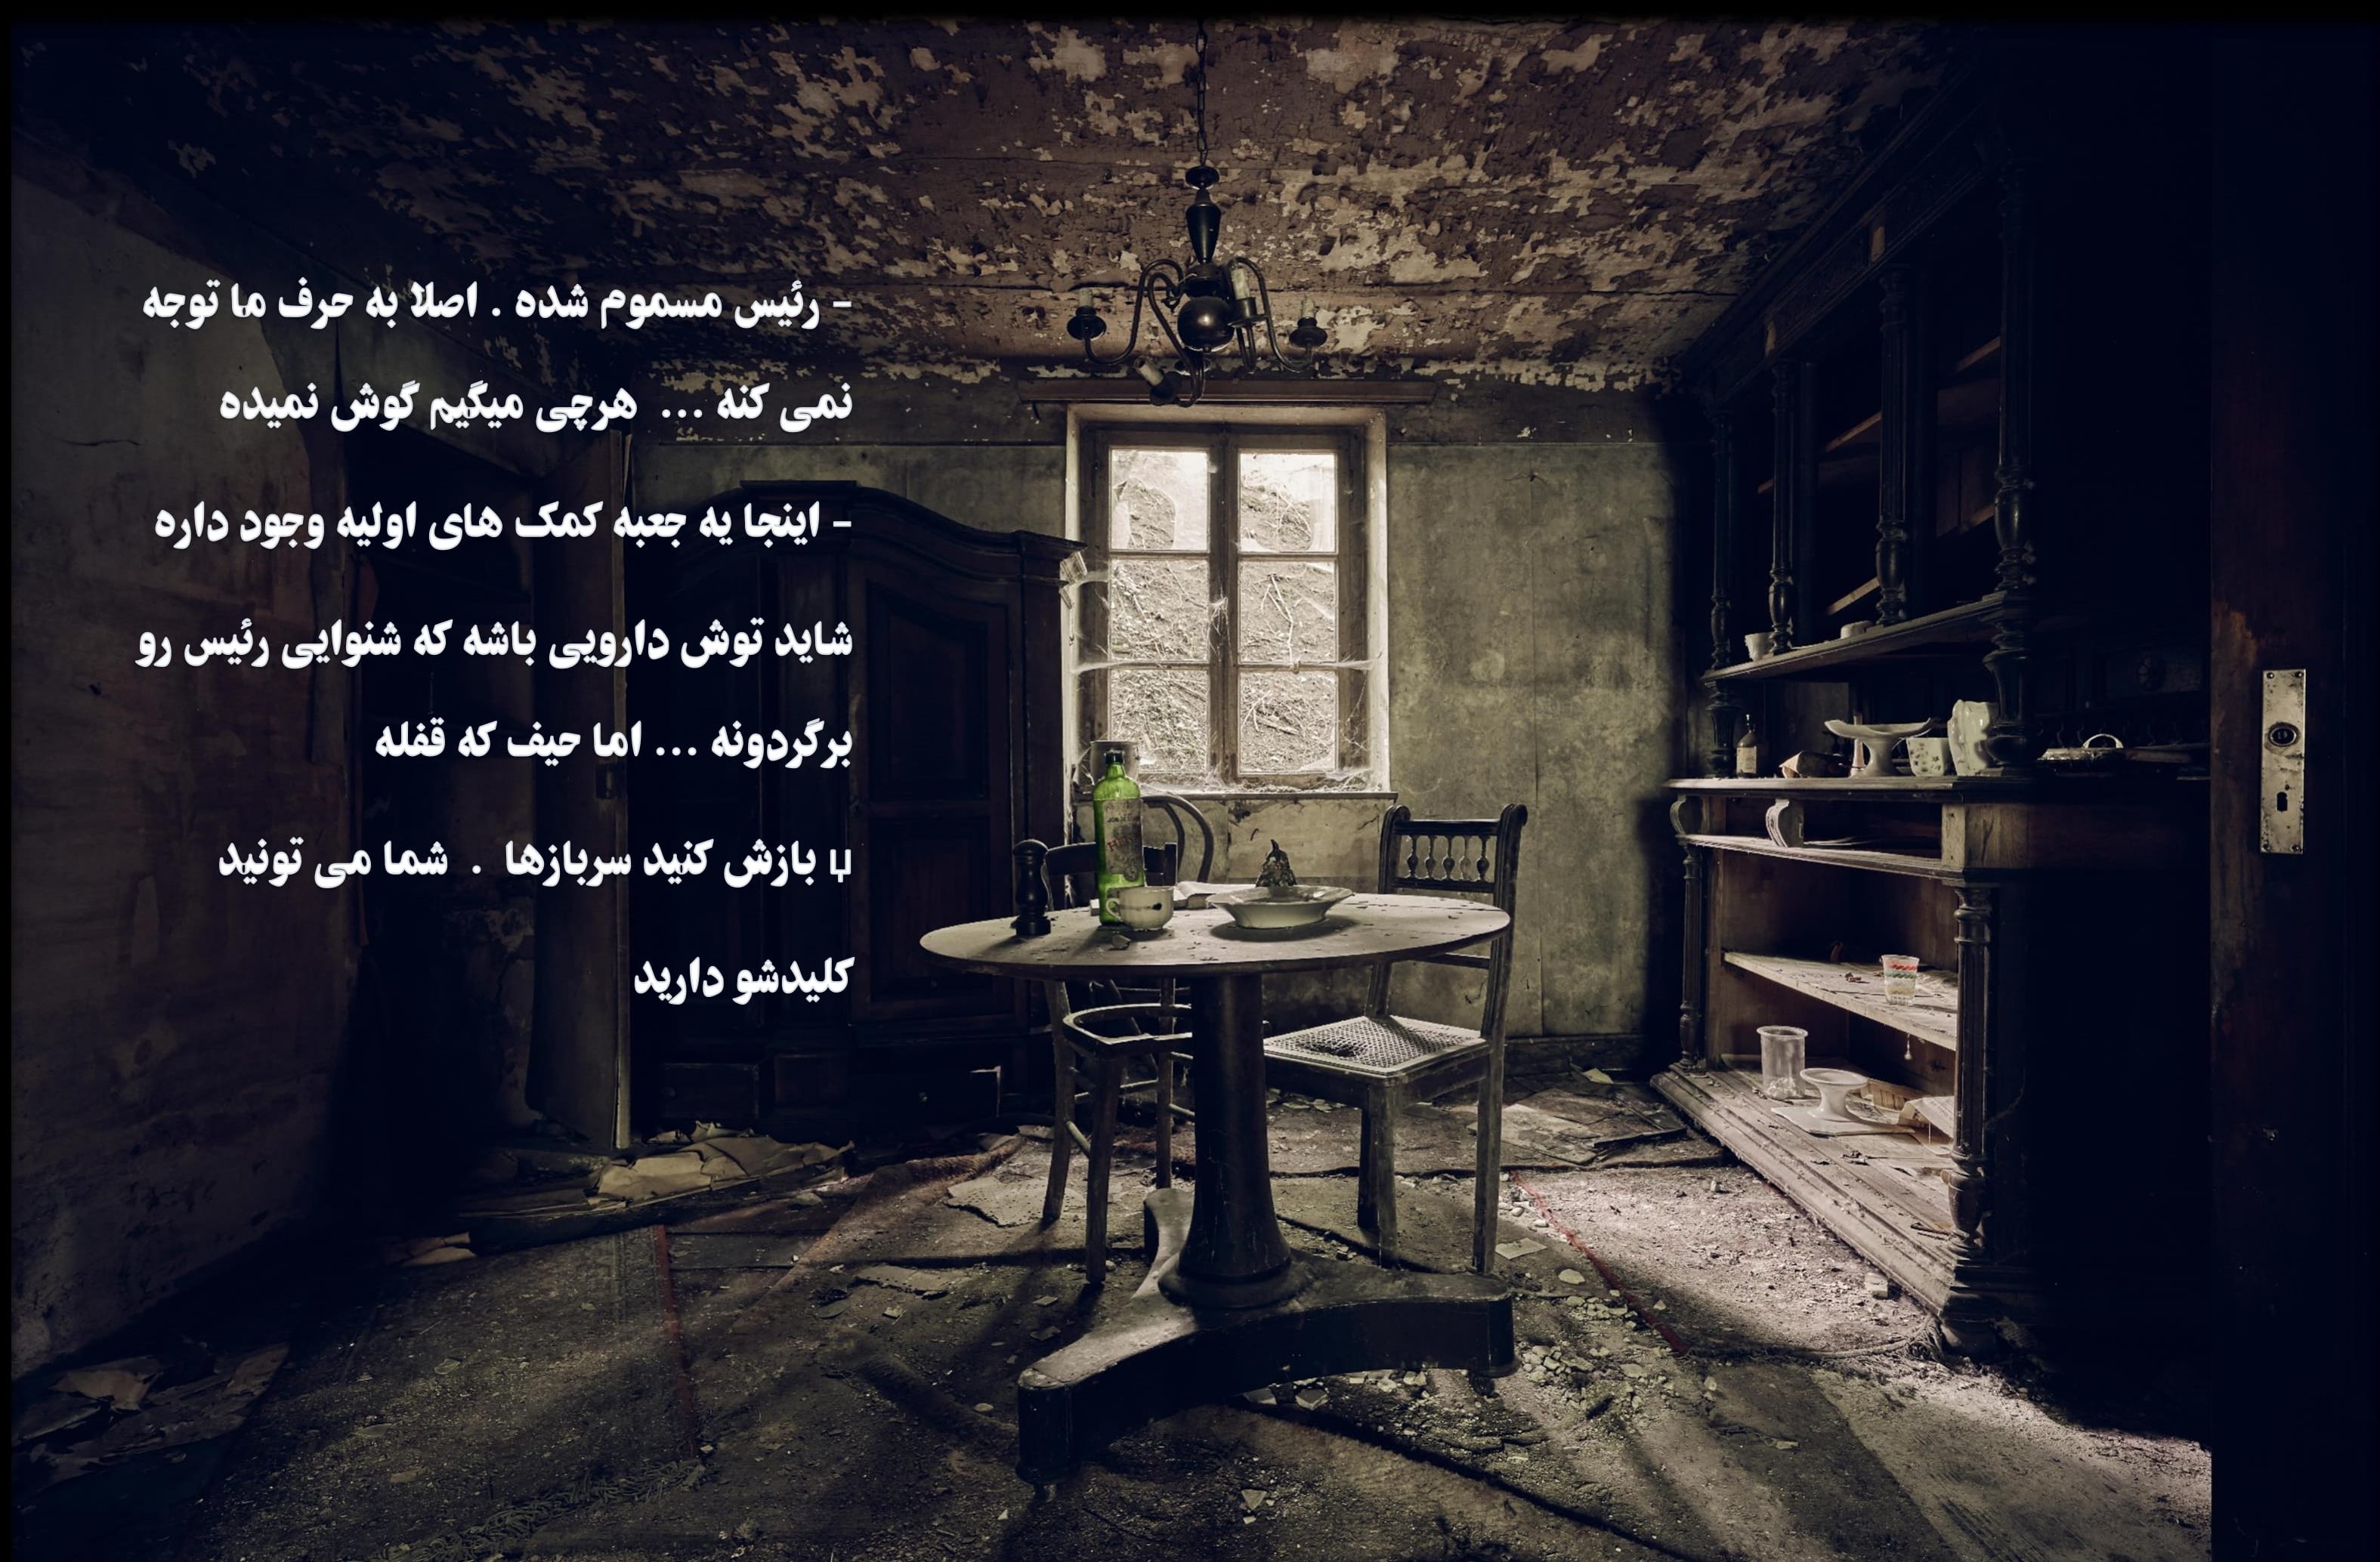 - رئیس مسموم شده . اصلا به حرف ما توجه
نمی کنه ... هرچی میگیم گوش نمیده
- اینجا یه جعبه کمک های اولیه وجود داره
شاید توش دارویی باشه که شنوایی رئیس رو
برگردونه ... اما حیف که قفله
بازش کنید سربازها . شما می تونید
کلیدشو دارید